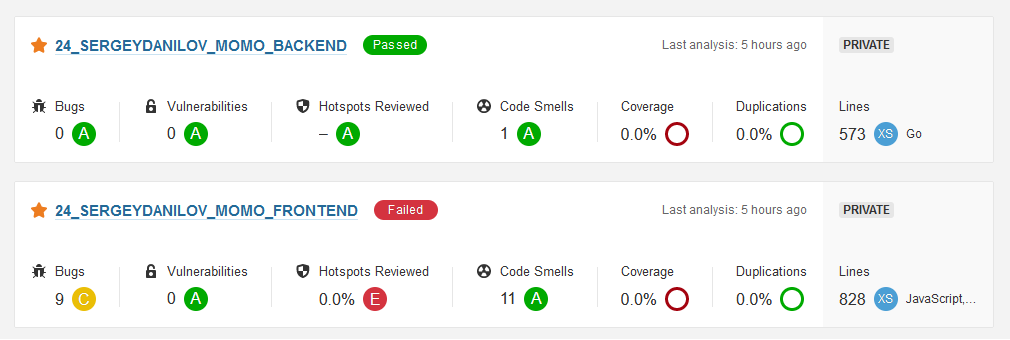 24_SERGEYDANILOV_MOMO_BACKEND Passed Last analysis: 5 hours ago PRIVATE
Bugs Vulnerabilities Hotspots Reviewed Code Smells Coverage Duplications Lines
0 A 0 A – A 1 A 0.0% 0.0% 573 XS Go
24_SERGEYDANILOV_MOMO_FRONTEND Failed Last analysis: 5 hours ago PRIVATE
Bugs Vulnerabilities Hotspots Reviewed Code Smells Coverage Duplications Lines
9 C 0 A 0.0% E 11 A 0.0% 0.0% 828 XS JavaScript,...